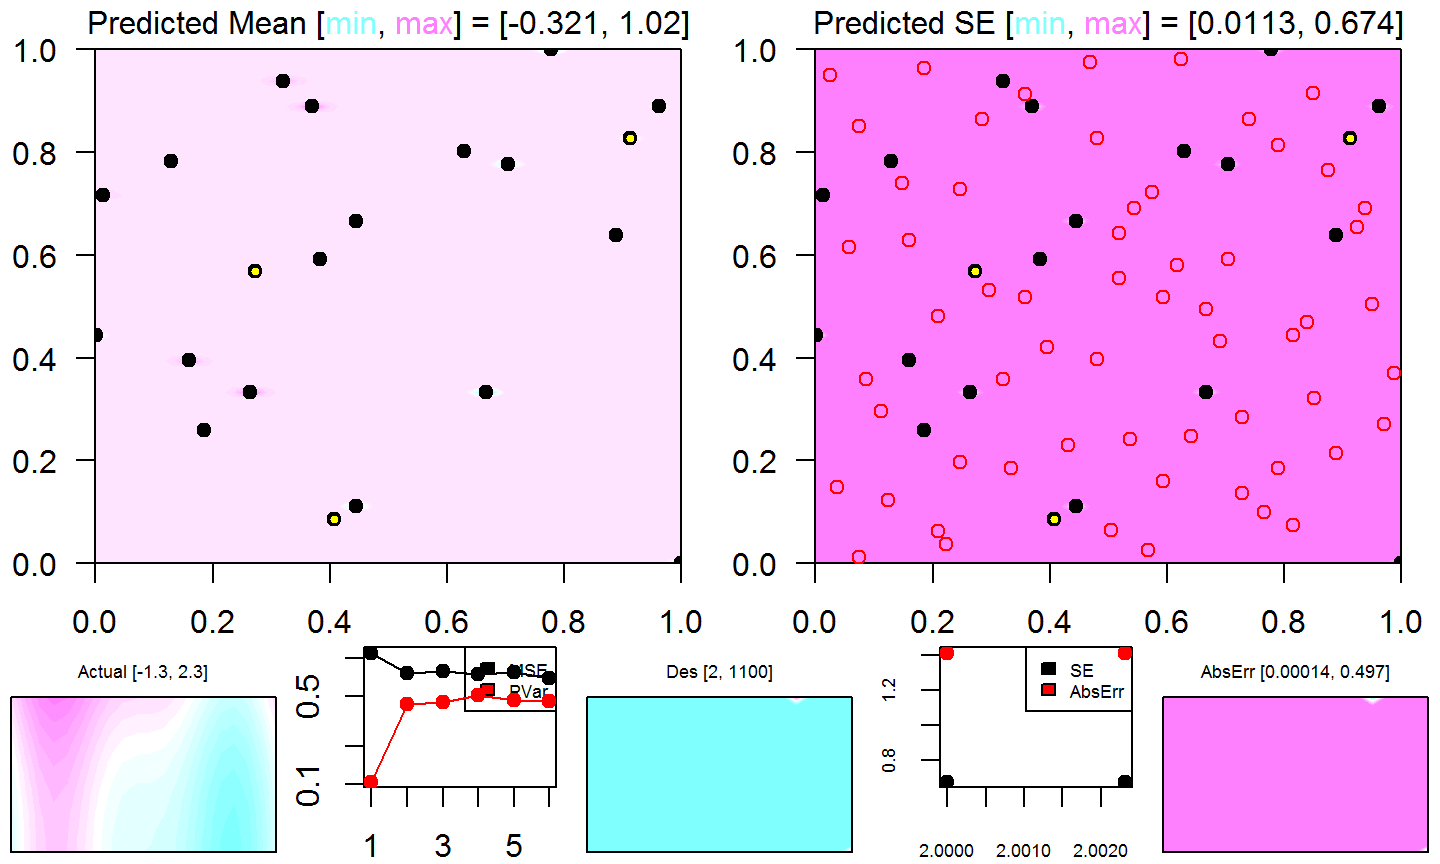 Predicted Mean [min, max] = [-0.321, 1.02]
1.0
0.8
0.6
0.4
0.2
0.0
0.0 0.2 0.4 0.6 0.8 1.0
Predicted SE [min, max] = [0.0113, 0.674]
1.0
0.8
0.6
0.4
0.2
0.0
0.0 0.2 0.4 0.6 0.8 1.0
Actual [-1.3, 2.3]
0.5
0.1
MSE
PVar
1 3 5
Des [2, 1100]
1.2
0.8
SE
AbsErr
2.0000 2.0010 2.0020
AbsErr [0.00014, 0.497]